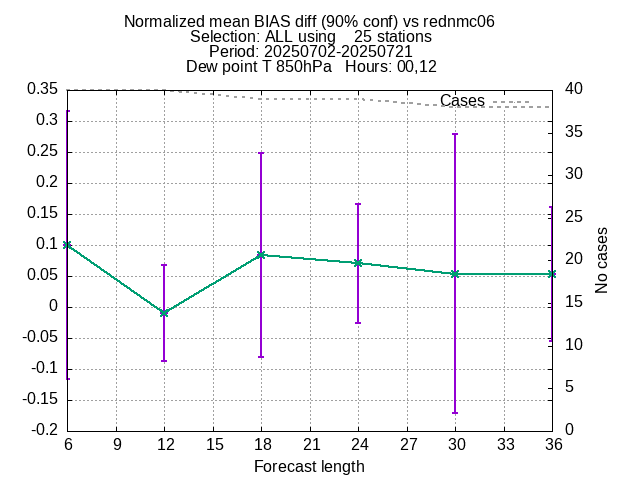 Normalized mean BIAS diff (90% conf) vs rednmc06
Selection: ALL using    25 stations
Period: 20250702-20250721
Dew point T 850hPa   Hours: 00,12
Cases
0.35
0.3
0.25
0.2
0.15
0.1
0.05
0
-0.05
-0.1
-0.15
-0.2
40
35
30
25
20
15
10
5
0
No cases
6 9 12 15 18 21 24 27 30 33 36
Forecast length